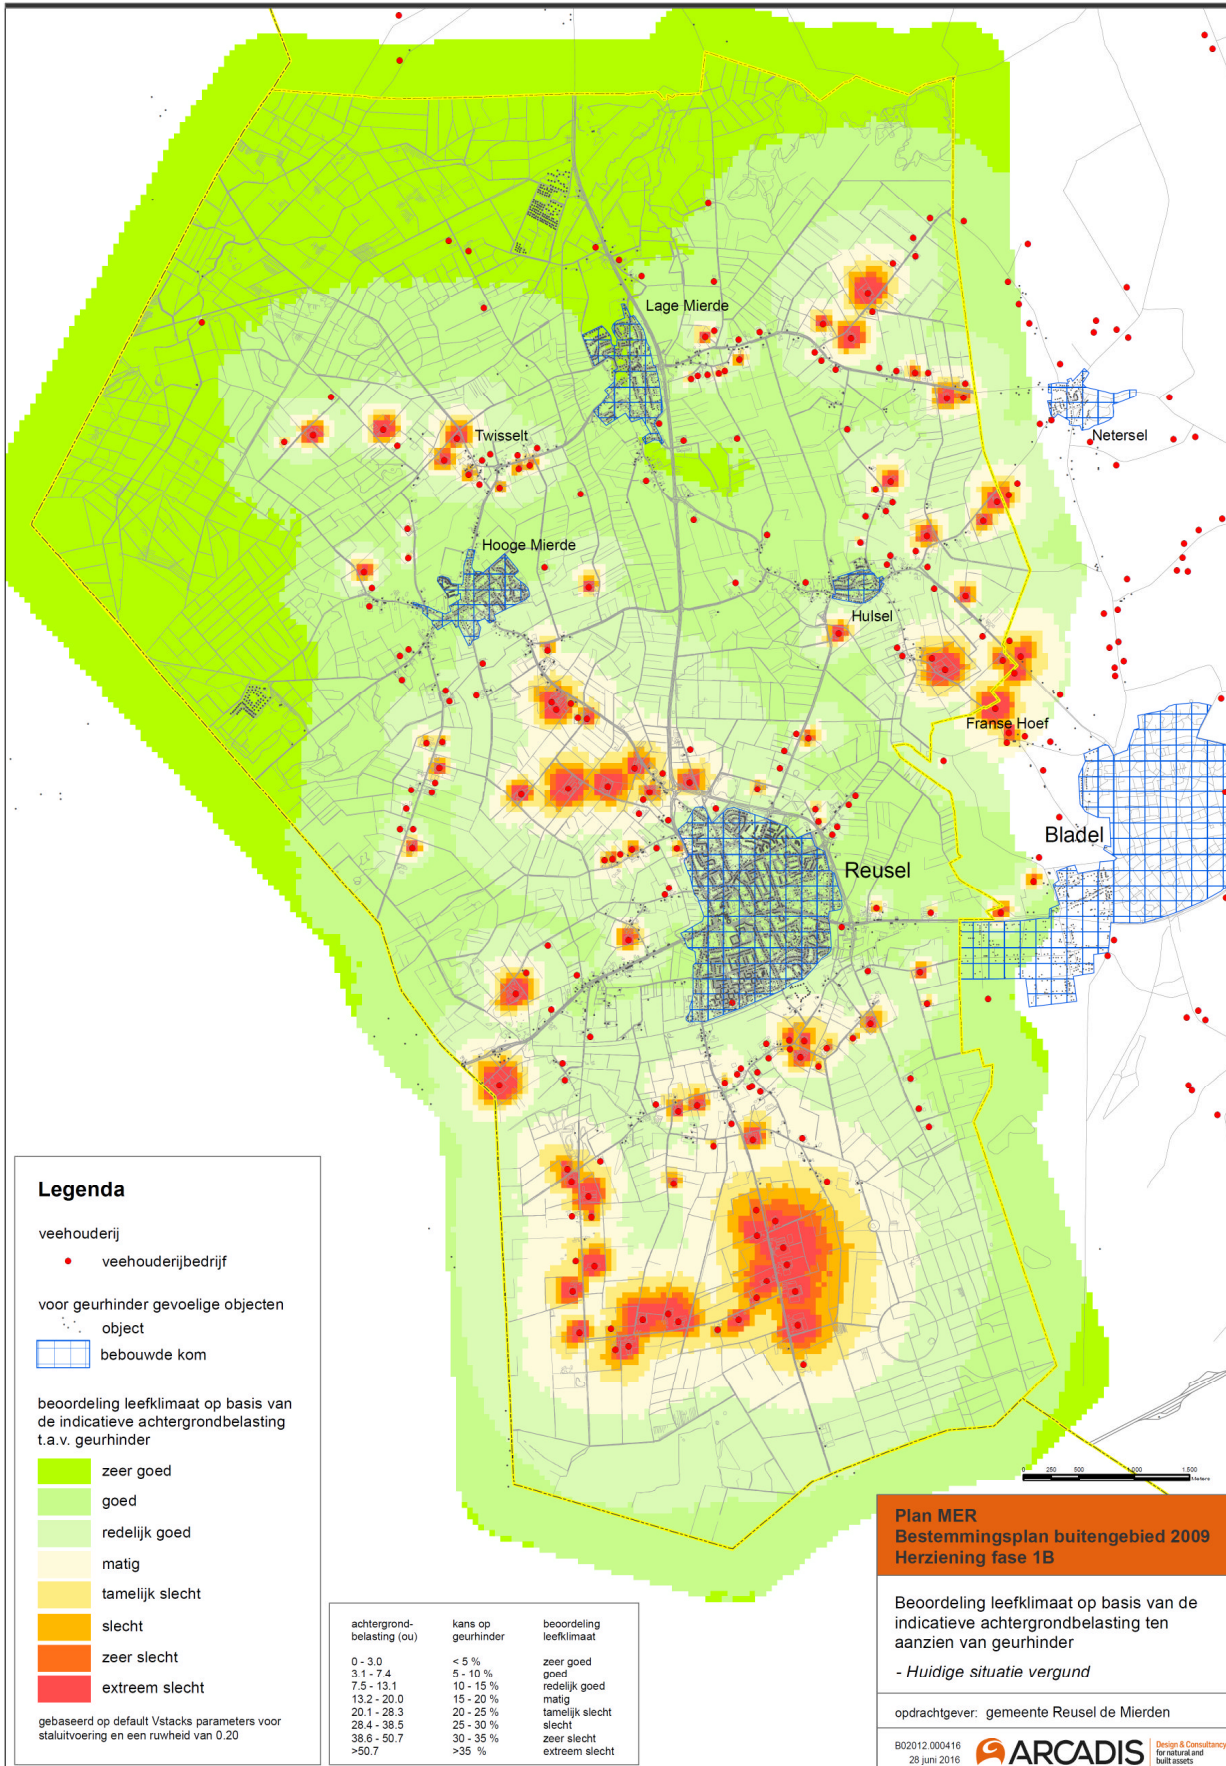 Lage Mierde
Netersel
Twisselt
Hooge Mierde
Hulsel
Franse Hoef
Bladel
Reusel
Legenda
veehouderij
veehouderijbedrijf
voor geurhinder gevoelige objecten
object
bebouwde kom
beoordeling leefklimaat op basis van
de indicatieve achtergrondbelasting
t.a.v. geurhinder
zeer goed
goed
redelijk goed
matig
tamelijk slecht
slecht
zeer slecht
extreem slecht
gebaseerd op default Vstacks parameters voor
staluitvoering en een ruwheid van 0.20
achtergrond- kans op beoordeling
belasting (ou) geurhinder leefklimaat
0 - 3.0 < 5 % zeer goed
3.1 - 7.4 5 - 10 % goed
7.5 - 13.1 10 - 15 % redelijk goed
13.2 - 20.0 15 - 20 % matig
20.1 - 28.3 20 - 25 % tamelijk slecht
28.4 - 38.5 25 - 30 % slecht
38.6 - 50.7 30 - 35 % zeer slecht
>50.7 >35 % extreem slecht
0 250 500 1.000 1.500
Meters
Plan MER
Bestemmingsplan buitengebied 2009
Herziening fase 1B
Beoordeling leefklimaat op basis van de
indicatieve achtergrondbelasting ten
aanzien van geurhinder
- Huidige situatie vergund
opdrachtgever: gemeente Reusel de Mierden
B02012.000416
28 juni 2016
ARCADIS
Design & Consultancy
for natural and
built assets